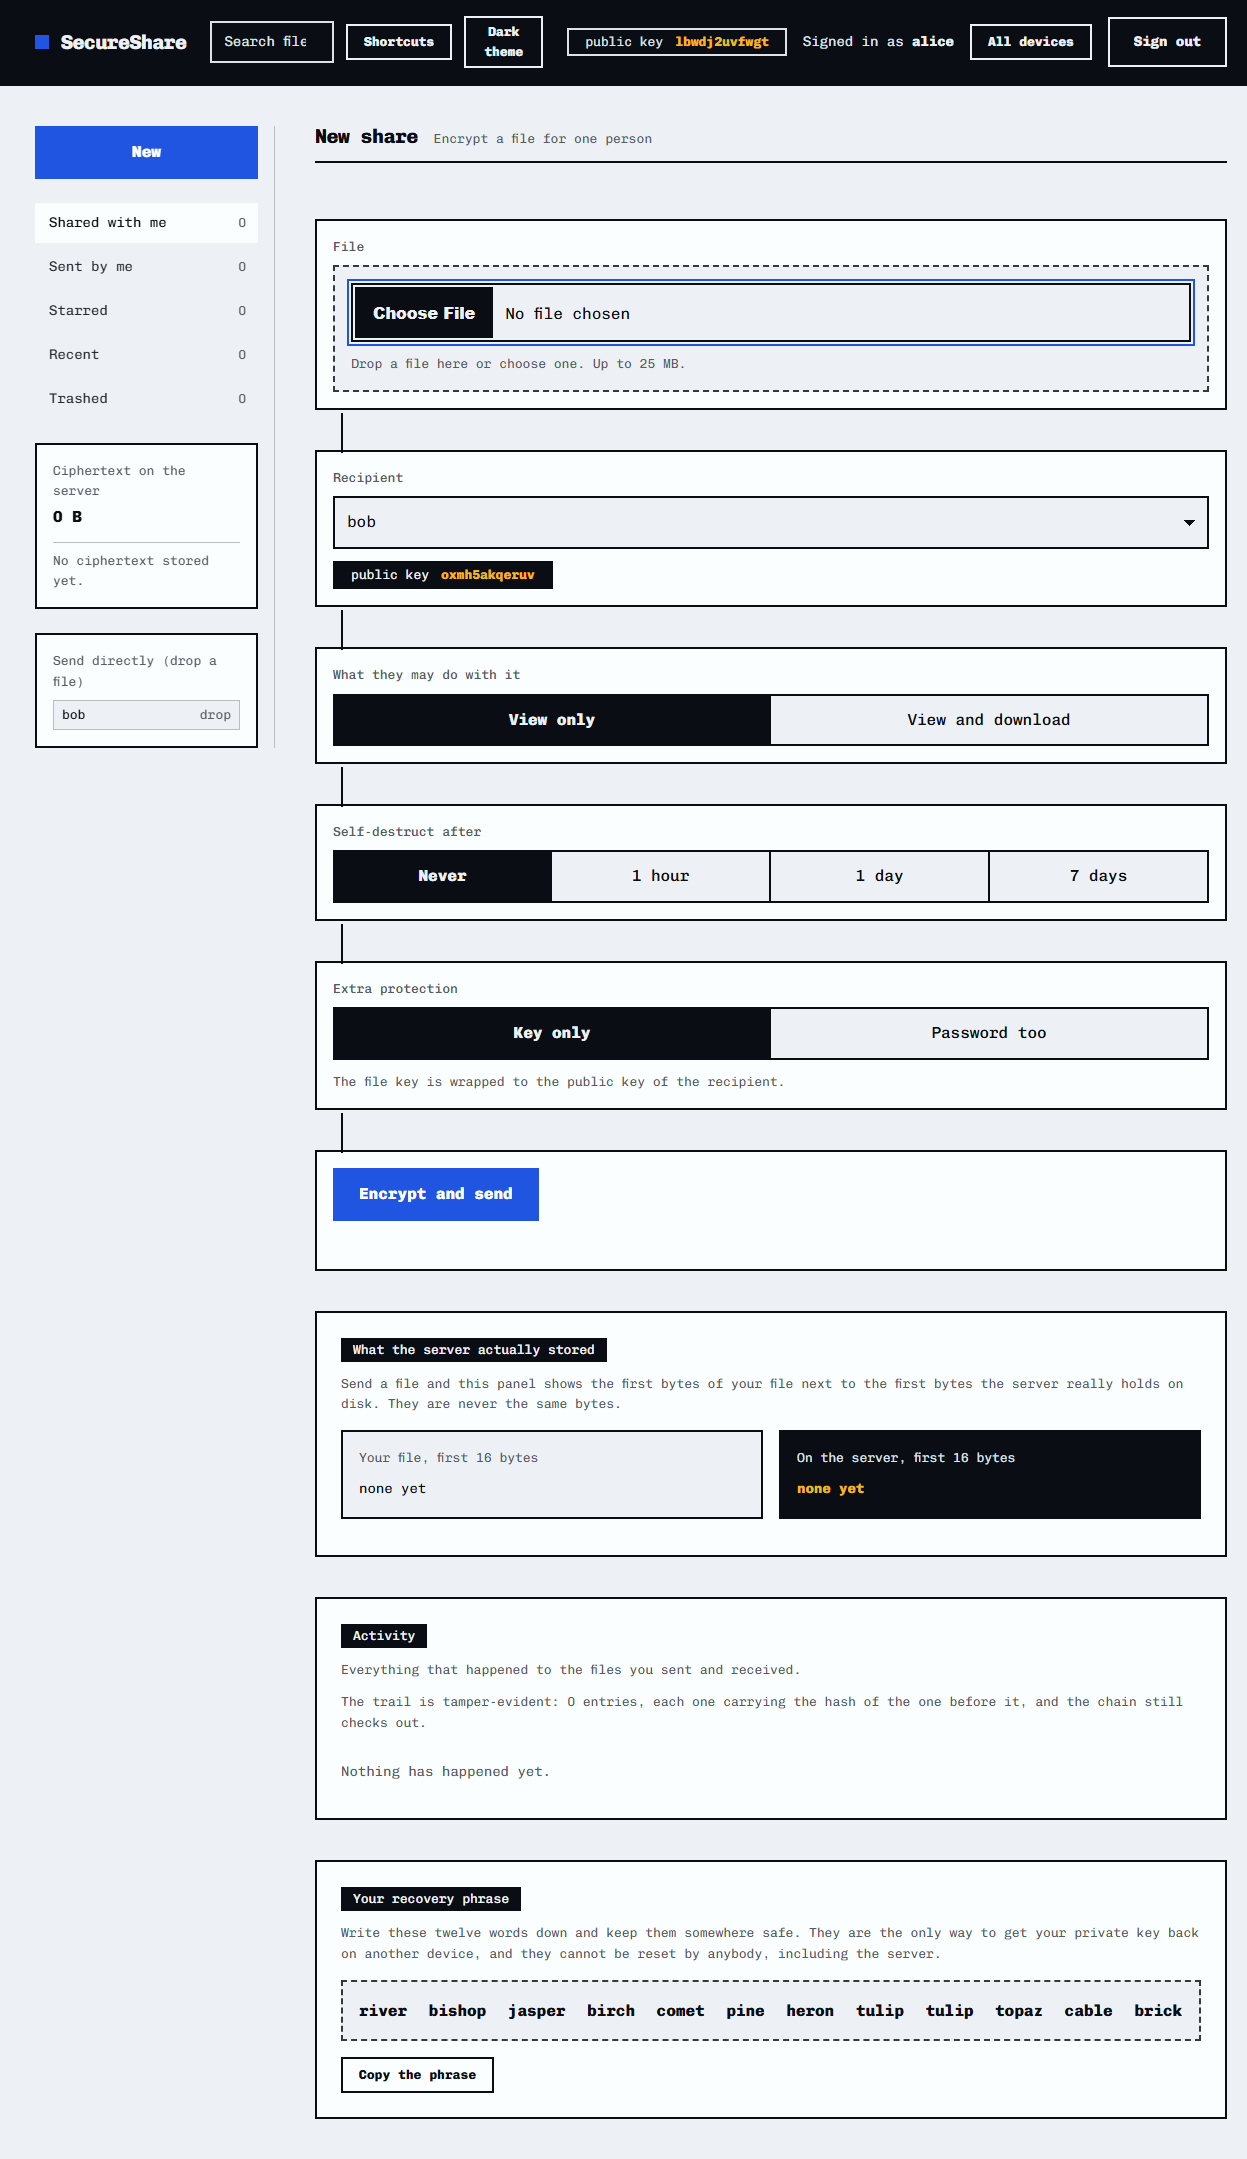 SecureShare
Search file
Shortcuts
Dark
theme
public key lbwdj2uvfwgt
Signed in as alice
All devices
Sign out
New
Shared with me 0
Sent by me 0
Starred 0
Recent 0
Trashed 0
Ciphertext on the
server
0 B
No ciphertext stored
yet.
Send directly (drop a
file)
bob drop
New share Encrypt a file for one person
File
Choose File No file chosen
Drop a file here or choose one. Up to 25 MB.
Recipient
bob
public key oxmh5akqeruv
What they may do with it
View only View and download
Self-destruct after
Never 1 hour 1 day 7 days
Extra protection
Key only Password too
The file key is wrapped to the public key of the recipient.
Encrypt and send
What the server actually stored
Send a file and this panel shows the first bytes of your file next to the first bytes the server really holds on
disk. They are never the same bytes.
Your file, first 16 bytes
none yet
On the server, first 16 bytes
none yet
Activity
Everything that happened to the files you sent and received.
The trail is tamper-evident: 0 entries, each one carrying the hash of the one before it, and the chain still
checks out.
Nothing has happened yet.
Your recovery phrase
Write these twelve words down and keep them somewhere safe. They are the only way to get your private key back
on another device, and they cannot be reset by anybody, including the server.
river bishop jasper birch comet pine heron tulip tulip topaz cable brick
Copy the phrase